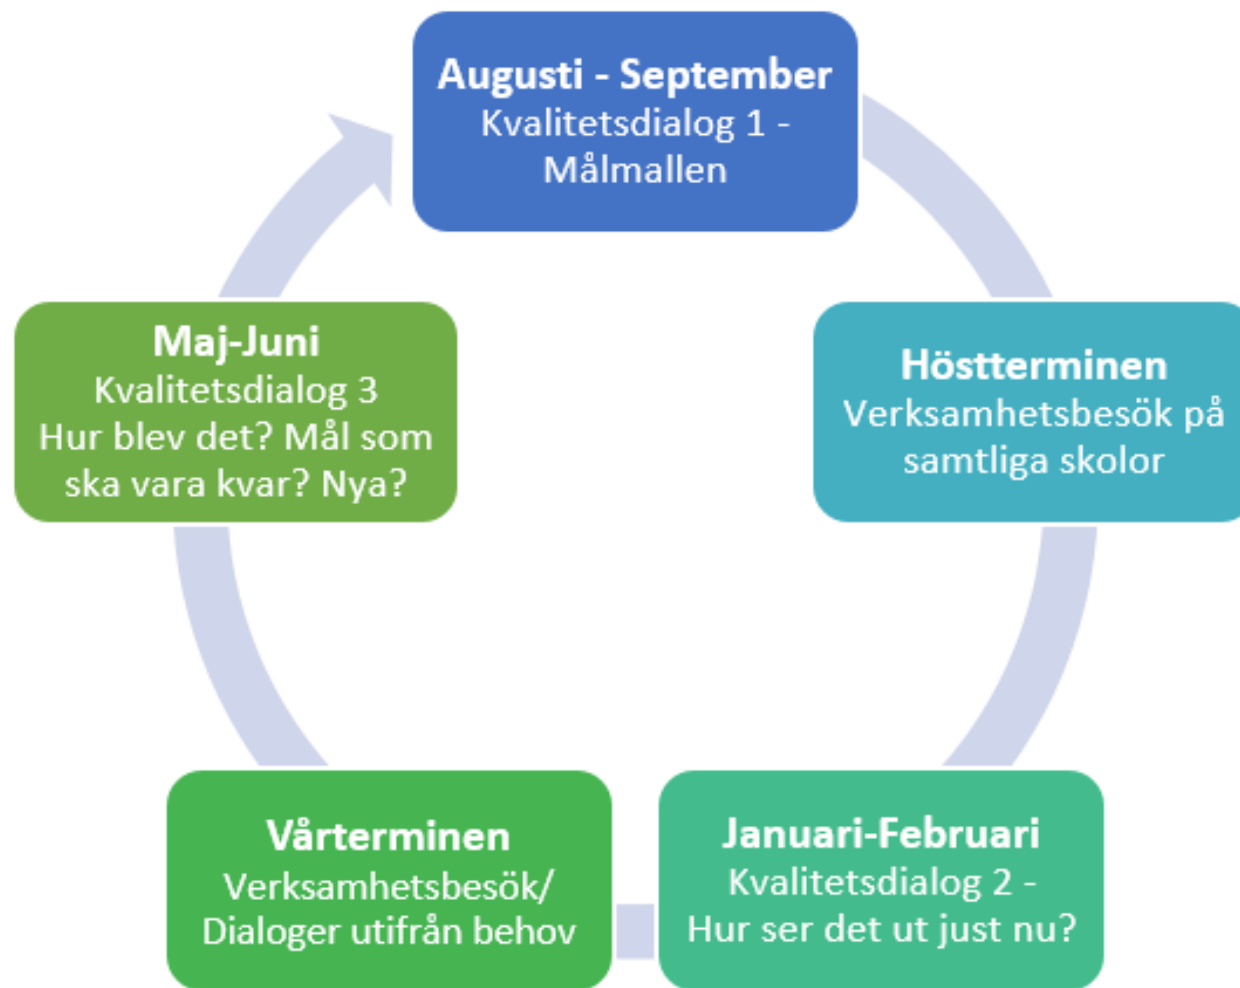 Augusti - September
Kvalitetsdialog 1 -
Målmallen
Höstterminen
Verksamhetsbesök på
samtliga skolor
Januari-Februari
Kvalitetsdialog 2 -
Hur ser det ut just nu?
Vårterminen
Verksamhetsbesök/
Dialoger utifrån behov
Maj-Juni
Kvalitetsdialog 3
Hur blev det? Mål som
ska vara kvar? Nya?